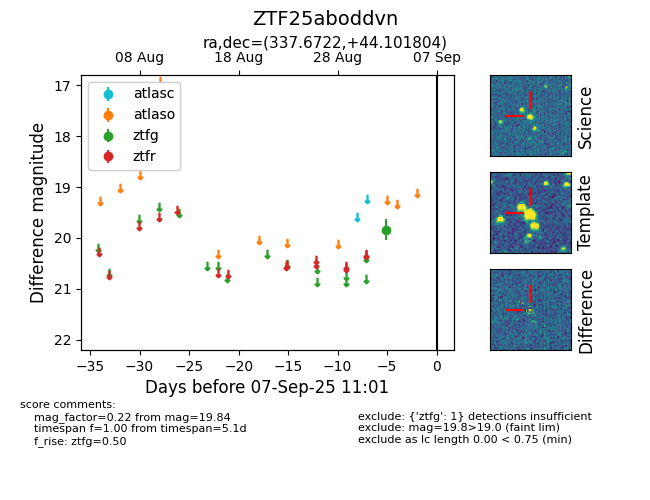 ZTF25aboddvn
ra,dec=(337.6722,+44.101804)
08 Aug
18 Aug
28 Aug
07 Sep
17
18
19
20
21
22
Difference magnitude
atlasc
atlaso
ztfg
ztfr
−35
−30
−25
−20
−15
−10
−5
0
Days before 07-Sep-25 11:01
Science
Template
Difference
score comments:
mag_factor=0.22 from mag=19.84
timespan f=1.00 from timespan=5.1d
f_rise: ztfg=0.50
exclude: {'ztfg': 1} detections insufficient
exclude: mag=19.8>19.0 (faint lim)
exclude as lc length 0.00 < 0.75 (min)